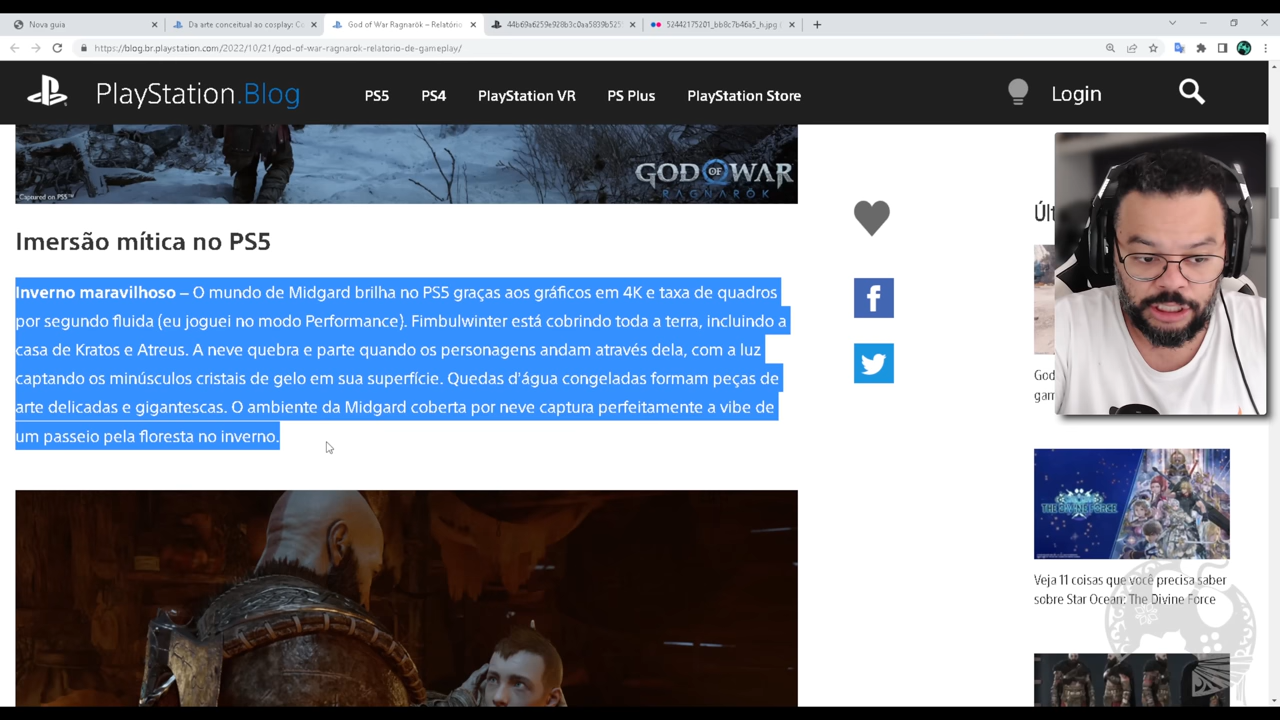 Nova guia
Da arte conceitual ao cosplay: Co
God of War Ragnarök – Relatório
44b69a6259e928b3c0aa5839b525
52442175201_bb8c7b46a5_h.jpg
https://blog.br.playstation.com/2022/10/21/god-of-war-ragnarok-relatorio-de-gameplay/
PlayStation.Blog
PS5
PS4
PlayStation VR
PS Plus
PlayStation Store
Login
Captured on PS5™
GOD OF WAR
RAGNARÖK
Imersão mítica no PS5
Inverno maravilhoso – O mundo de Midgard brilha no PS5 graças aos gráficos em 4K e taxa de quadros
por segundo fluida (eu joguei no modo Performance). Fimbulwinter está cobrindo toda a terra, incluindo a
casa de Kratos e Atreus. A neve quebra e parte quando os personagens andam através dela, com a luz
captando os minúsculos cristais de gelo em sua superfície. Quedas d'água congeladas formam peças de
arte delicadas e gigantescas. O ambiente da Midgard coberta por neve captura perfeitamente a vibe de
um passeio pela floresta no inverno.
Últ
God
gam
THE DIVINE FORCE
Veja 11 coisas que você precisa saber
sobre Star Ocean: The Divine Force